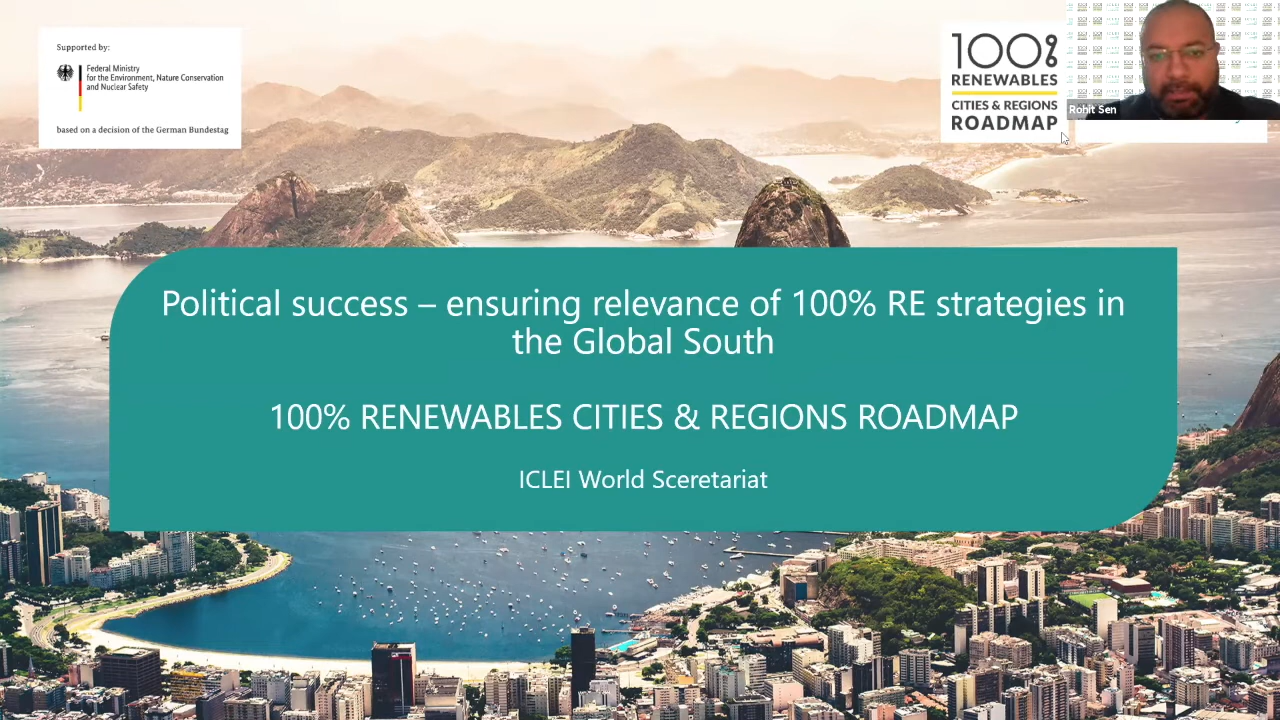 Supported by:
Federal Ministry
for the Environment, Nature Conservation
and Nuclear Safety
based on a decision of the German Bundestag
100%
RENEWABLES
CITIES & REGIONS
ROADMAP
Rohit Sen
Political success – ensuring relevance of 100% RE strategies in
the Global South
100% RENEWABLES CITIES & REGIONS ROADMAP
ICLEI World Sceretariat